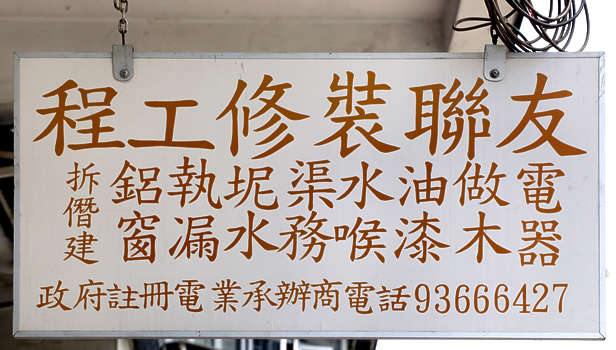 友聯裝修工程
電器
做木
油漆
水喉
渠務
坭水
執漏
鋁窗
拆僭建
政府註冊電業承辦商電話93666427